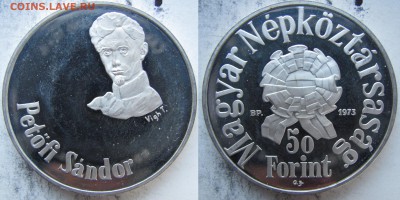 COINS.LAVE.RU
Petőfi Sándor
Vigh T.
Magyar Népköztársaság
BP.
1973
50
Forint